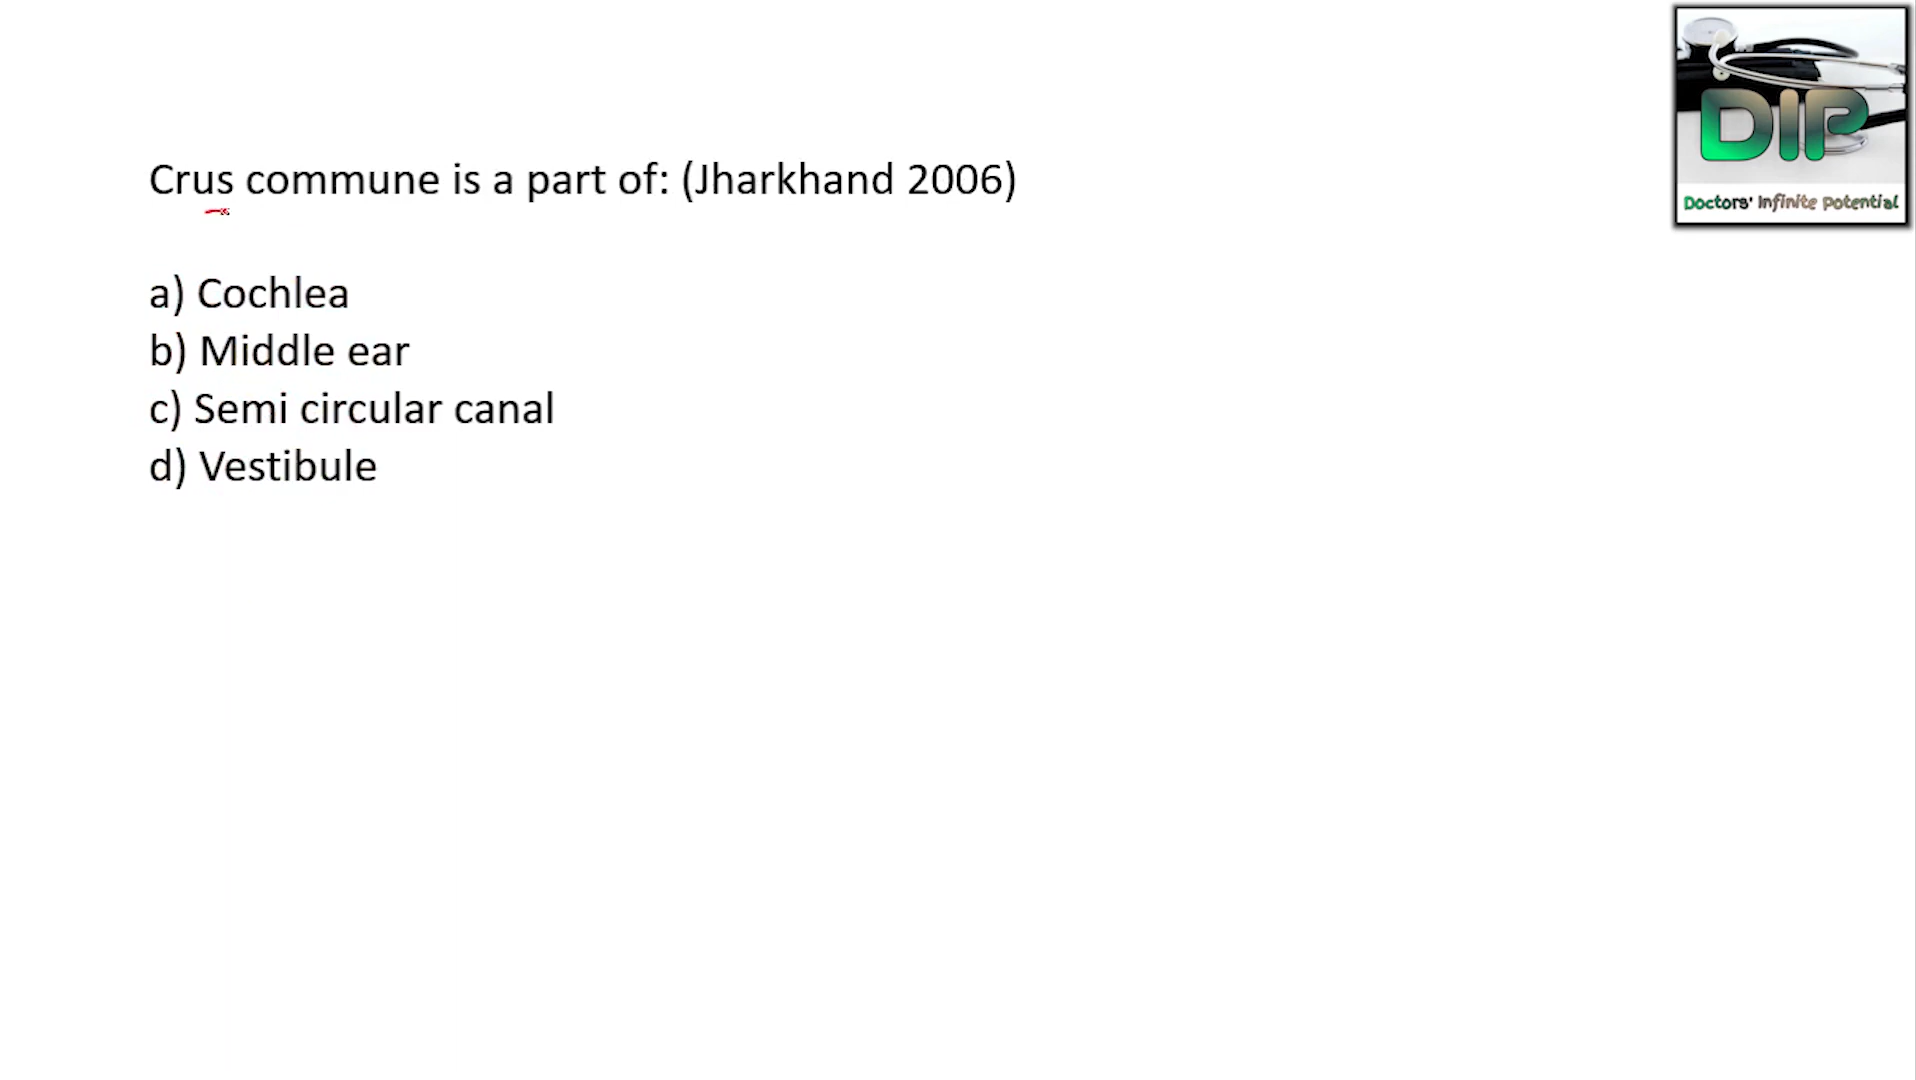 DIP
Doctors' Infinite Potential
Crus commune is a part of: (Jharkhand 2006)
a) Cochlea
b) Middle ear
c) Semi circular canal
d) Vestibule